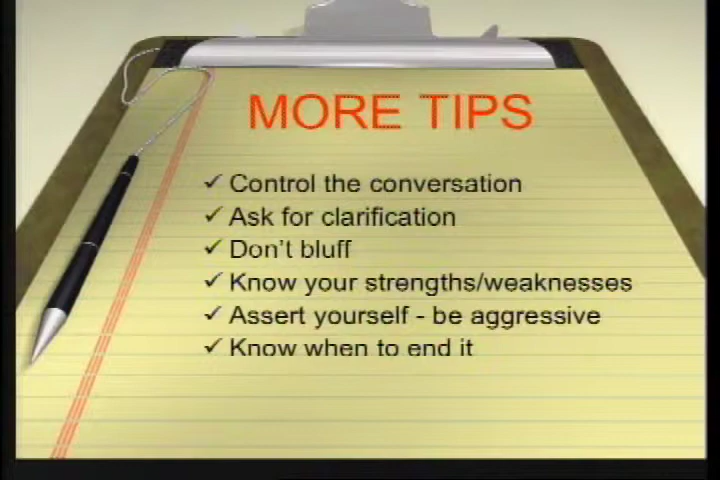 MORE TIPS
✓ Control the conversation
✓ Ask for clarification
✓ Don't bluff
✓ Know your strengths/weaknesses
✓ Assert yourself - be aggressive
✓ Know when to end it